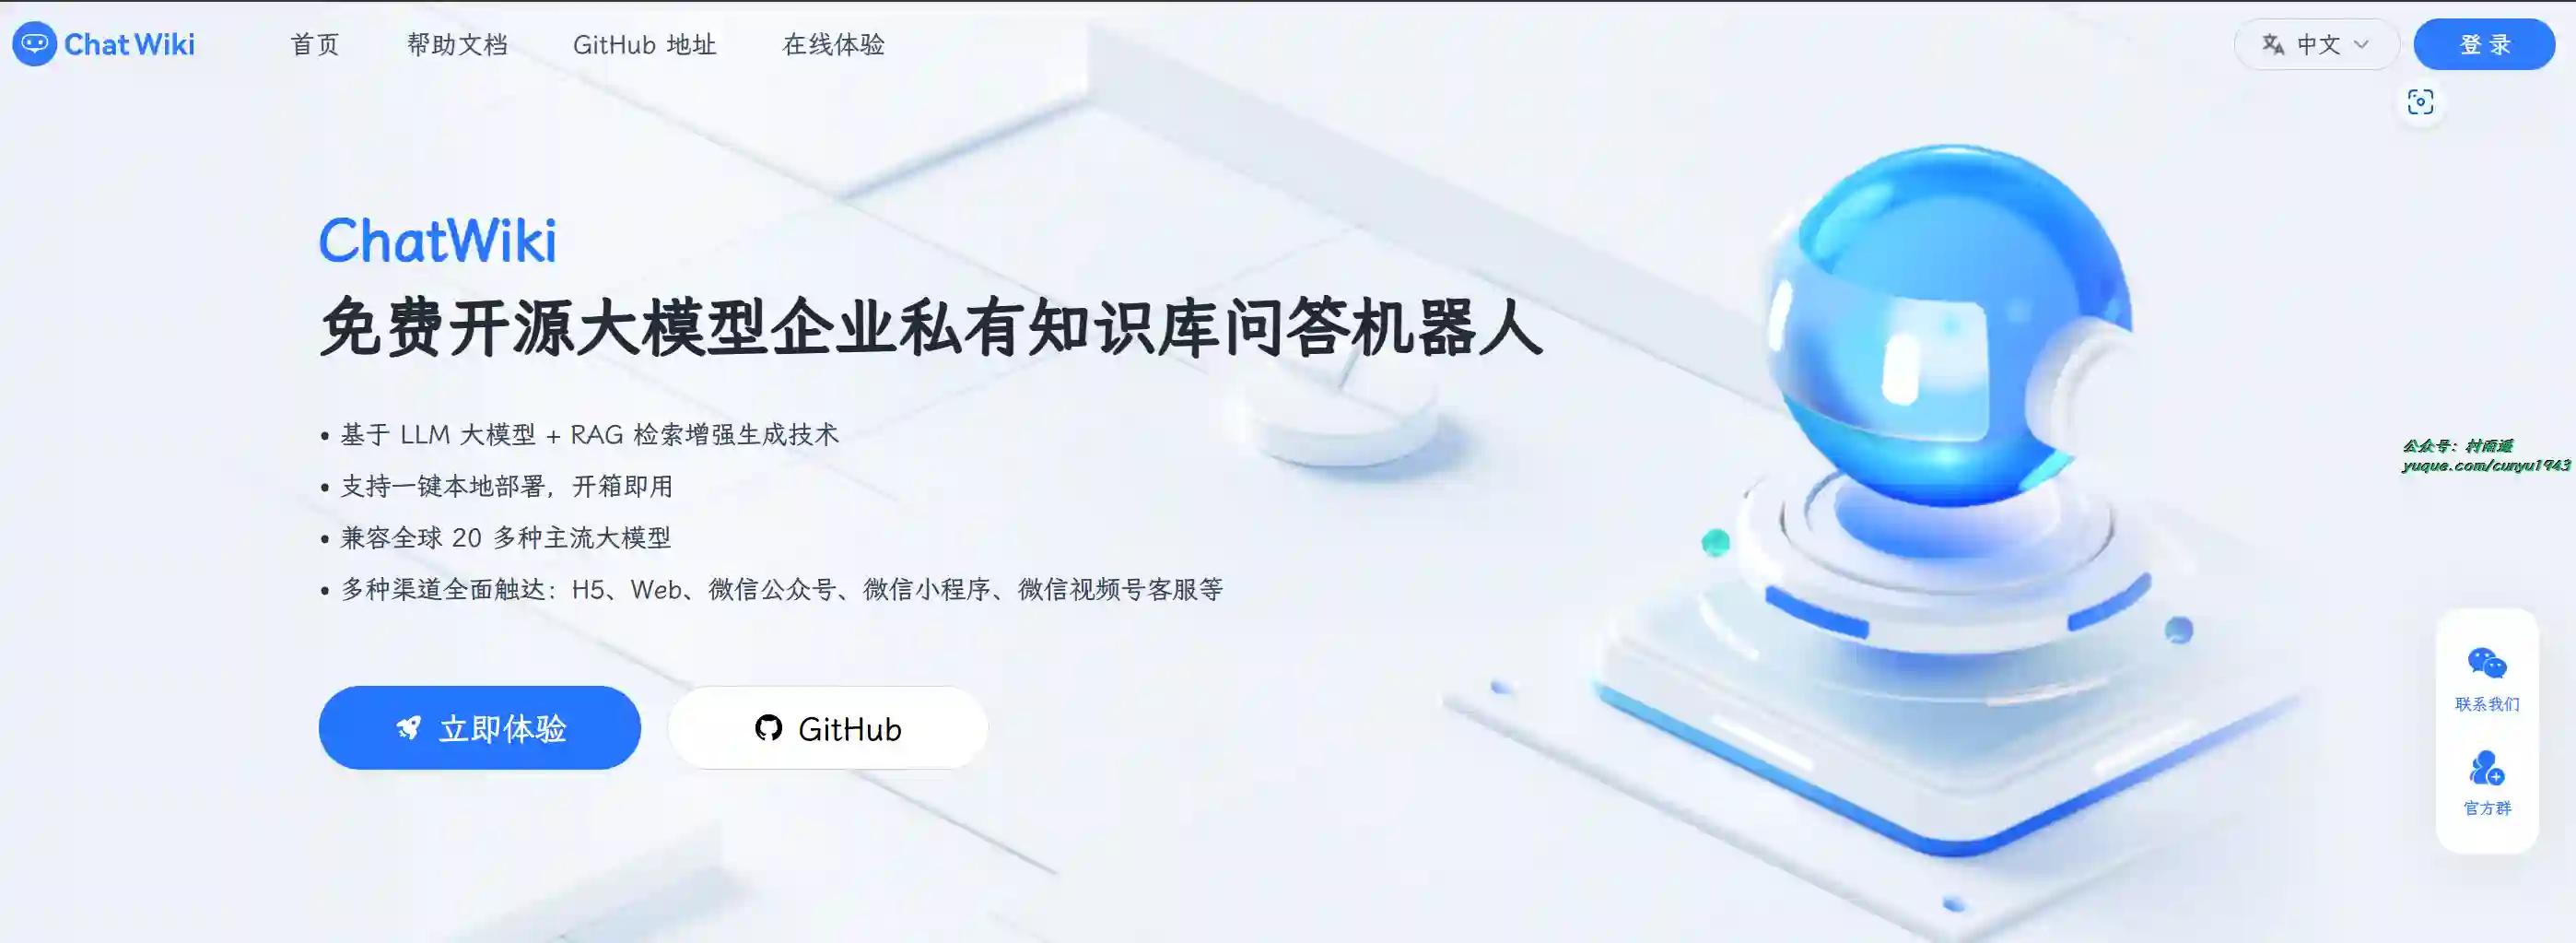 ChatWiki 首页 帮助文档 GitHub 地址 在线体验 中文 登录
ChatWiki
免费开源大模型企业私有知识库问答机器人
• 基于 LLM 大模型 + RAG 检索增强生成技术
• 支持一键本地部署，开箱即用
• 兼容全球 20 多种主流大模型
• 多种渠道全面触达：H5、Web、微信公众号、微信小程序、微信视频号客服等
立即体验 GitHub
公众号：村雨遥
yuque.com/cunyu1943
联系我们
官方群